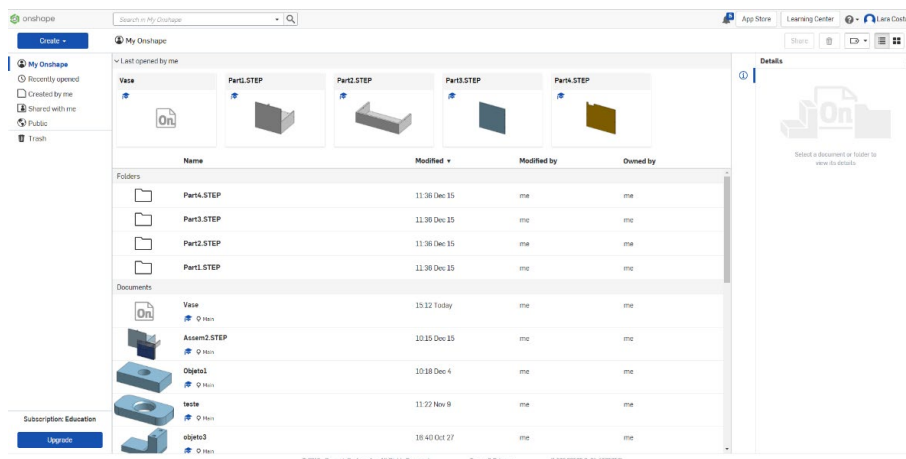 onshape
Search in My Onshape
App Store
Learning Center
Lara Cost
Create
My Onshape
Share
My Onshape
Recently opened
Created by me
Shared with me
Public
Trash
Last opened by me
Vase
Part1.STEP
Part2.STEP
Part3.STEP
Part4.STEP
On
Details
On
Select a document or folder to
view its details.
Name Modified Modified by Owned by
Folders
Part4.STEP 11:36 Dec 15 me me
Part3.STEP 11:36 Dec 15 me me
Part2.STEP 11:36 Dec 15 me me
Part1.STEP 11:36 Dec 15 me me
Documents
On
Vase 15:12 Today me me
Main
Assem2.STEP 10:15 Dec 15 me me
Main
Objeto1 10:18 Dec 4 me me
Main
teste 11:22 Nov 9 me me
Main
objeto3 16:40 Oct 27 me me
Main
Subscription: Education
Upgrade